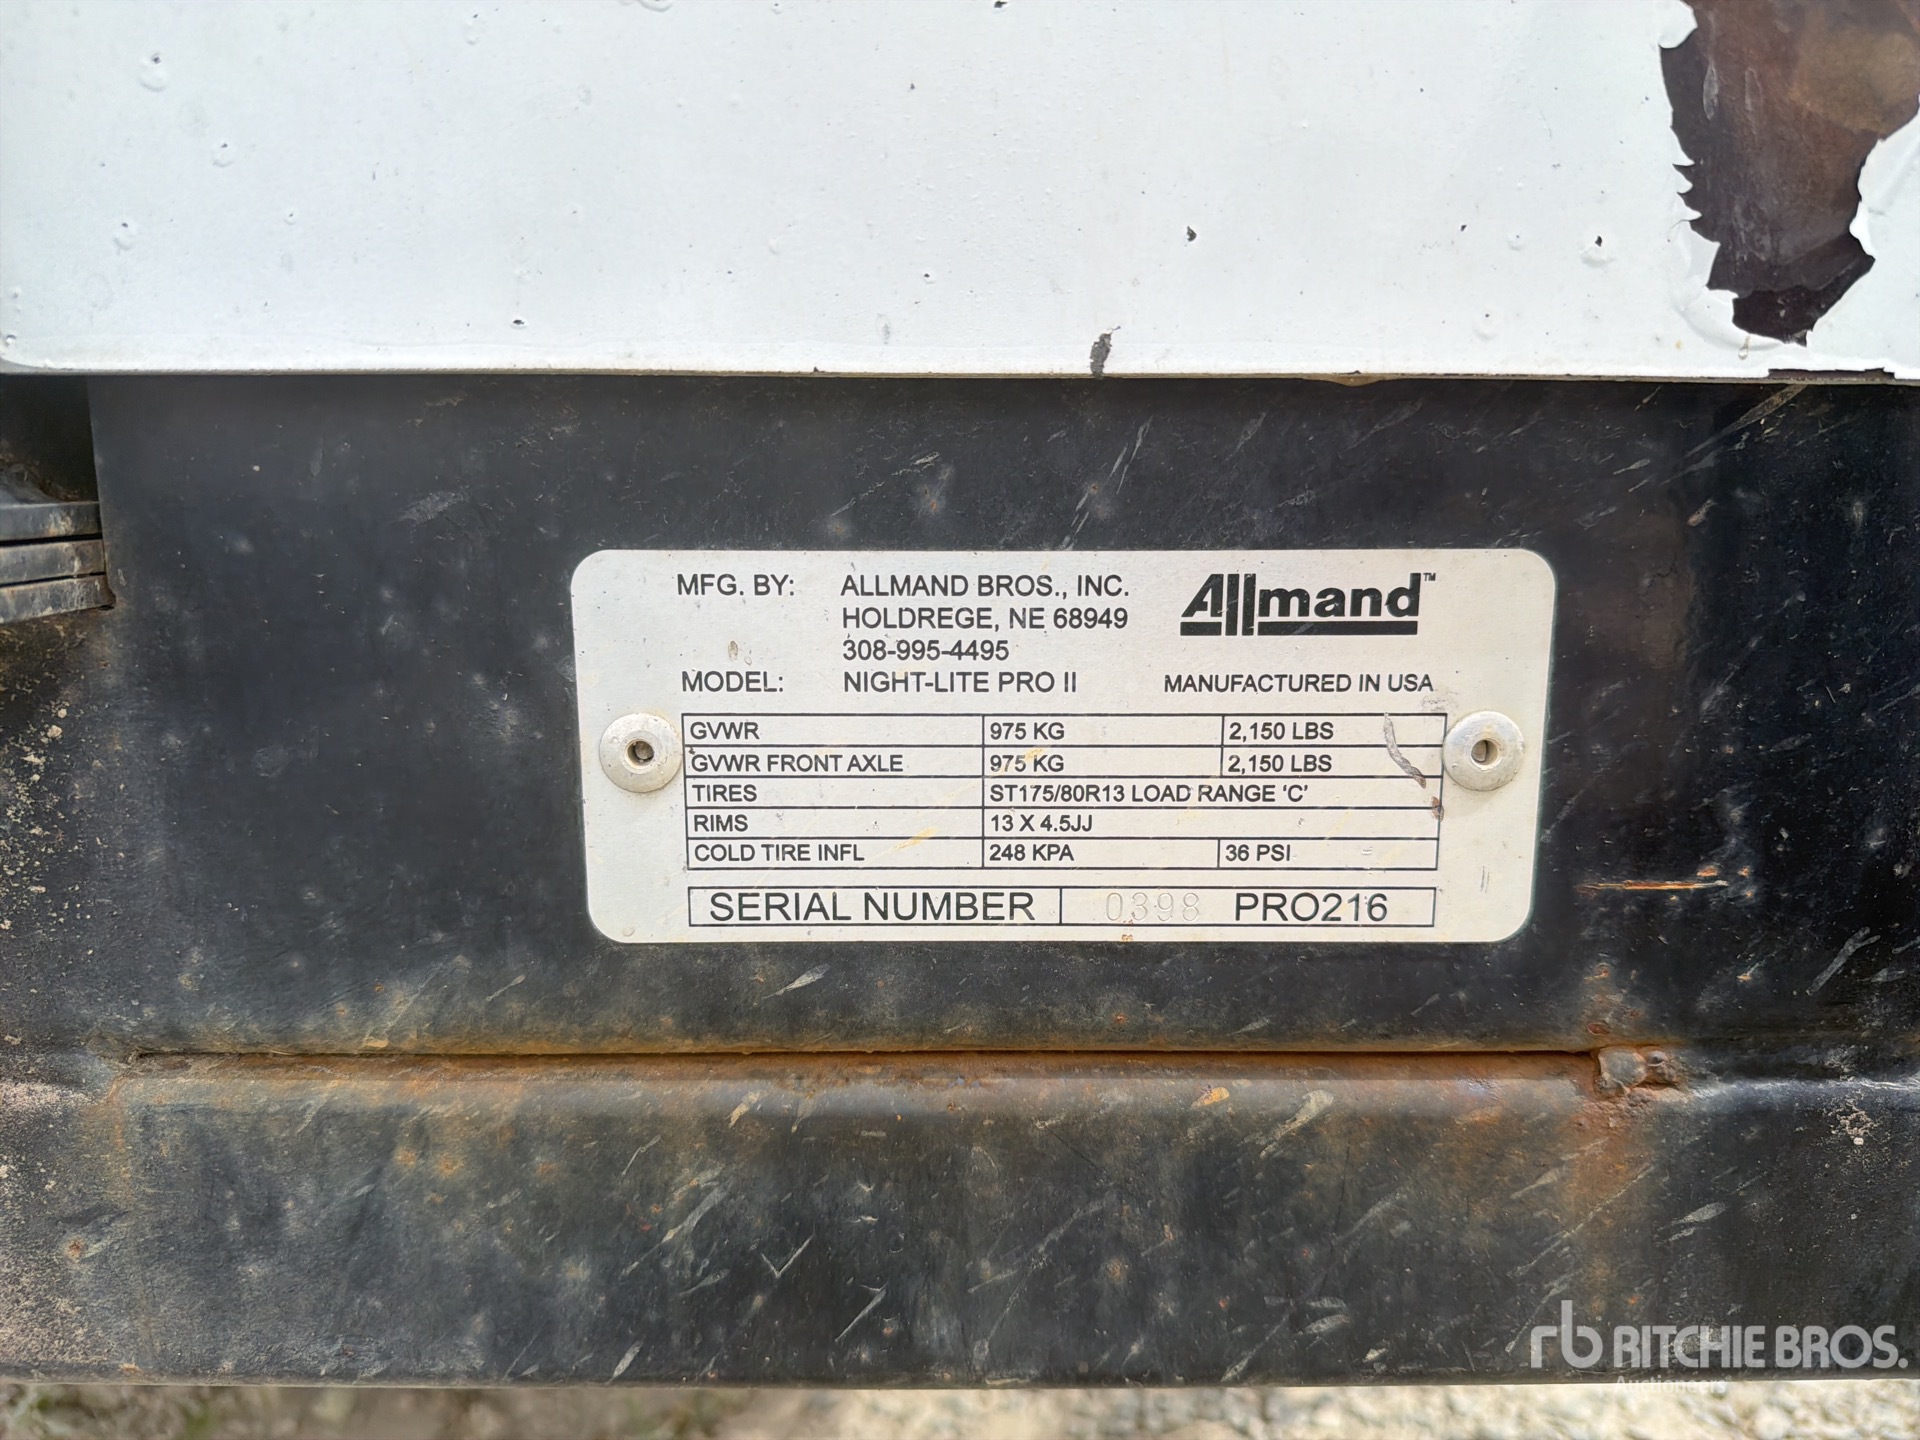 MFG. BY: ALLMAND BROS., INC. Allmand™
HOLDREGE, NE 68949
308-995-4495
MODEL: NIGHT-LITE PRO II MANUFACTURED IN USA
GVWR 975 KG 2,150 LBS
GVWR FRONT AXLE 975 KG 2,150 LBS
TIRES ST175/80R13 LOAD RANGE 'C'
RIMS 13 X 4.5JJ
COLD TIRE INFL 248 KPA 36 PSI
SERIAL NUMBER 0398 PRO216
rb RITCHIE BROS.
Auctioneers